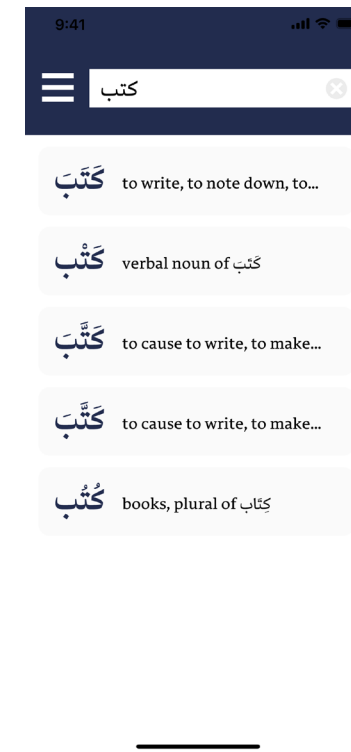 9:41
كتب
كَتَبَ to write, to note down, to...
كَتْب verbal noun of كَتَبَ
كَتَّبَ to cause to write, to make...
كَتَّبَ to cause to write, to make...
كُتُب books, plural of كِتَاب